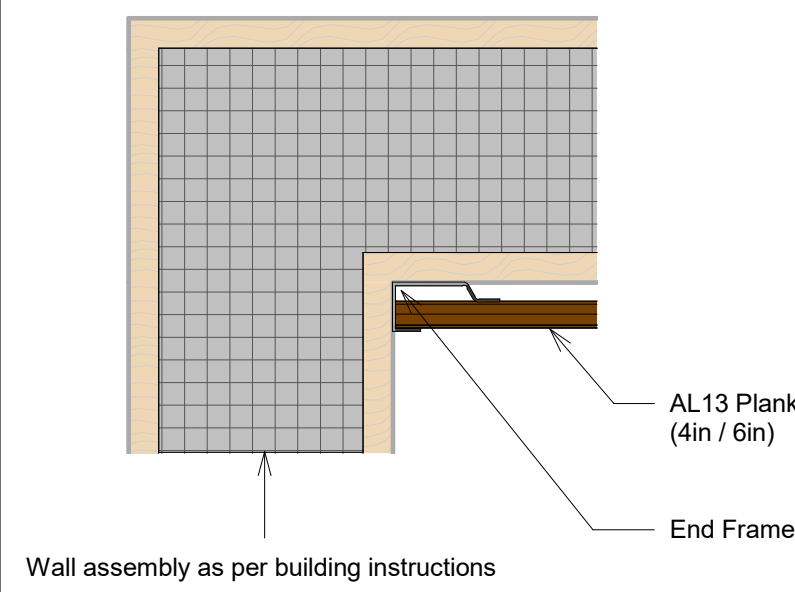 AL13 Plank
(4in / 6in)
End Frame
Wall assembly as per building instructions